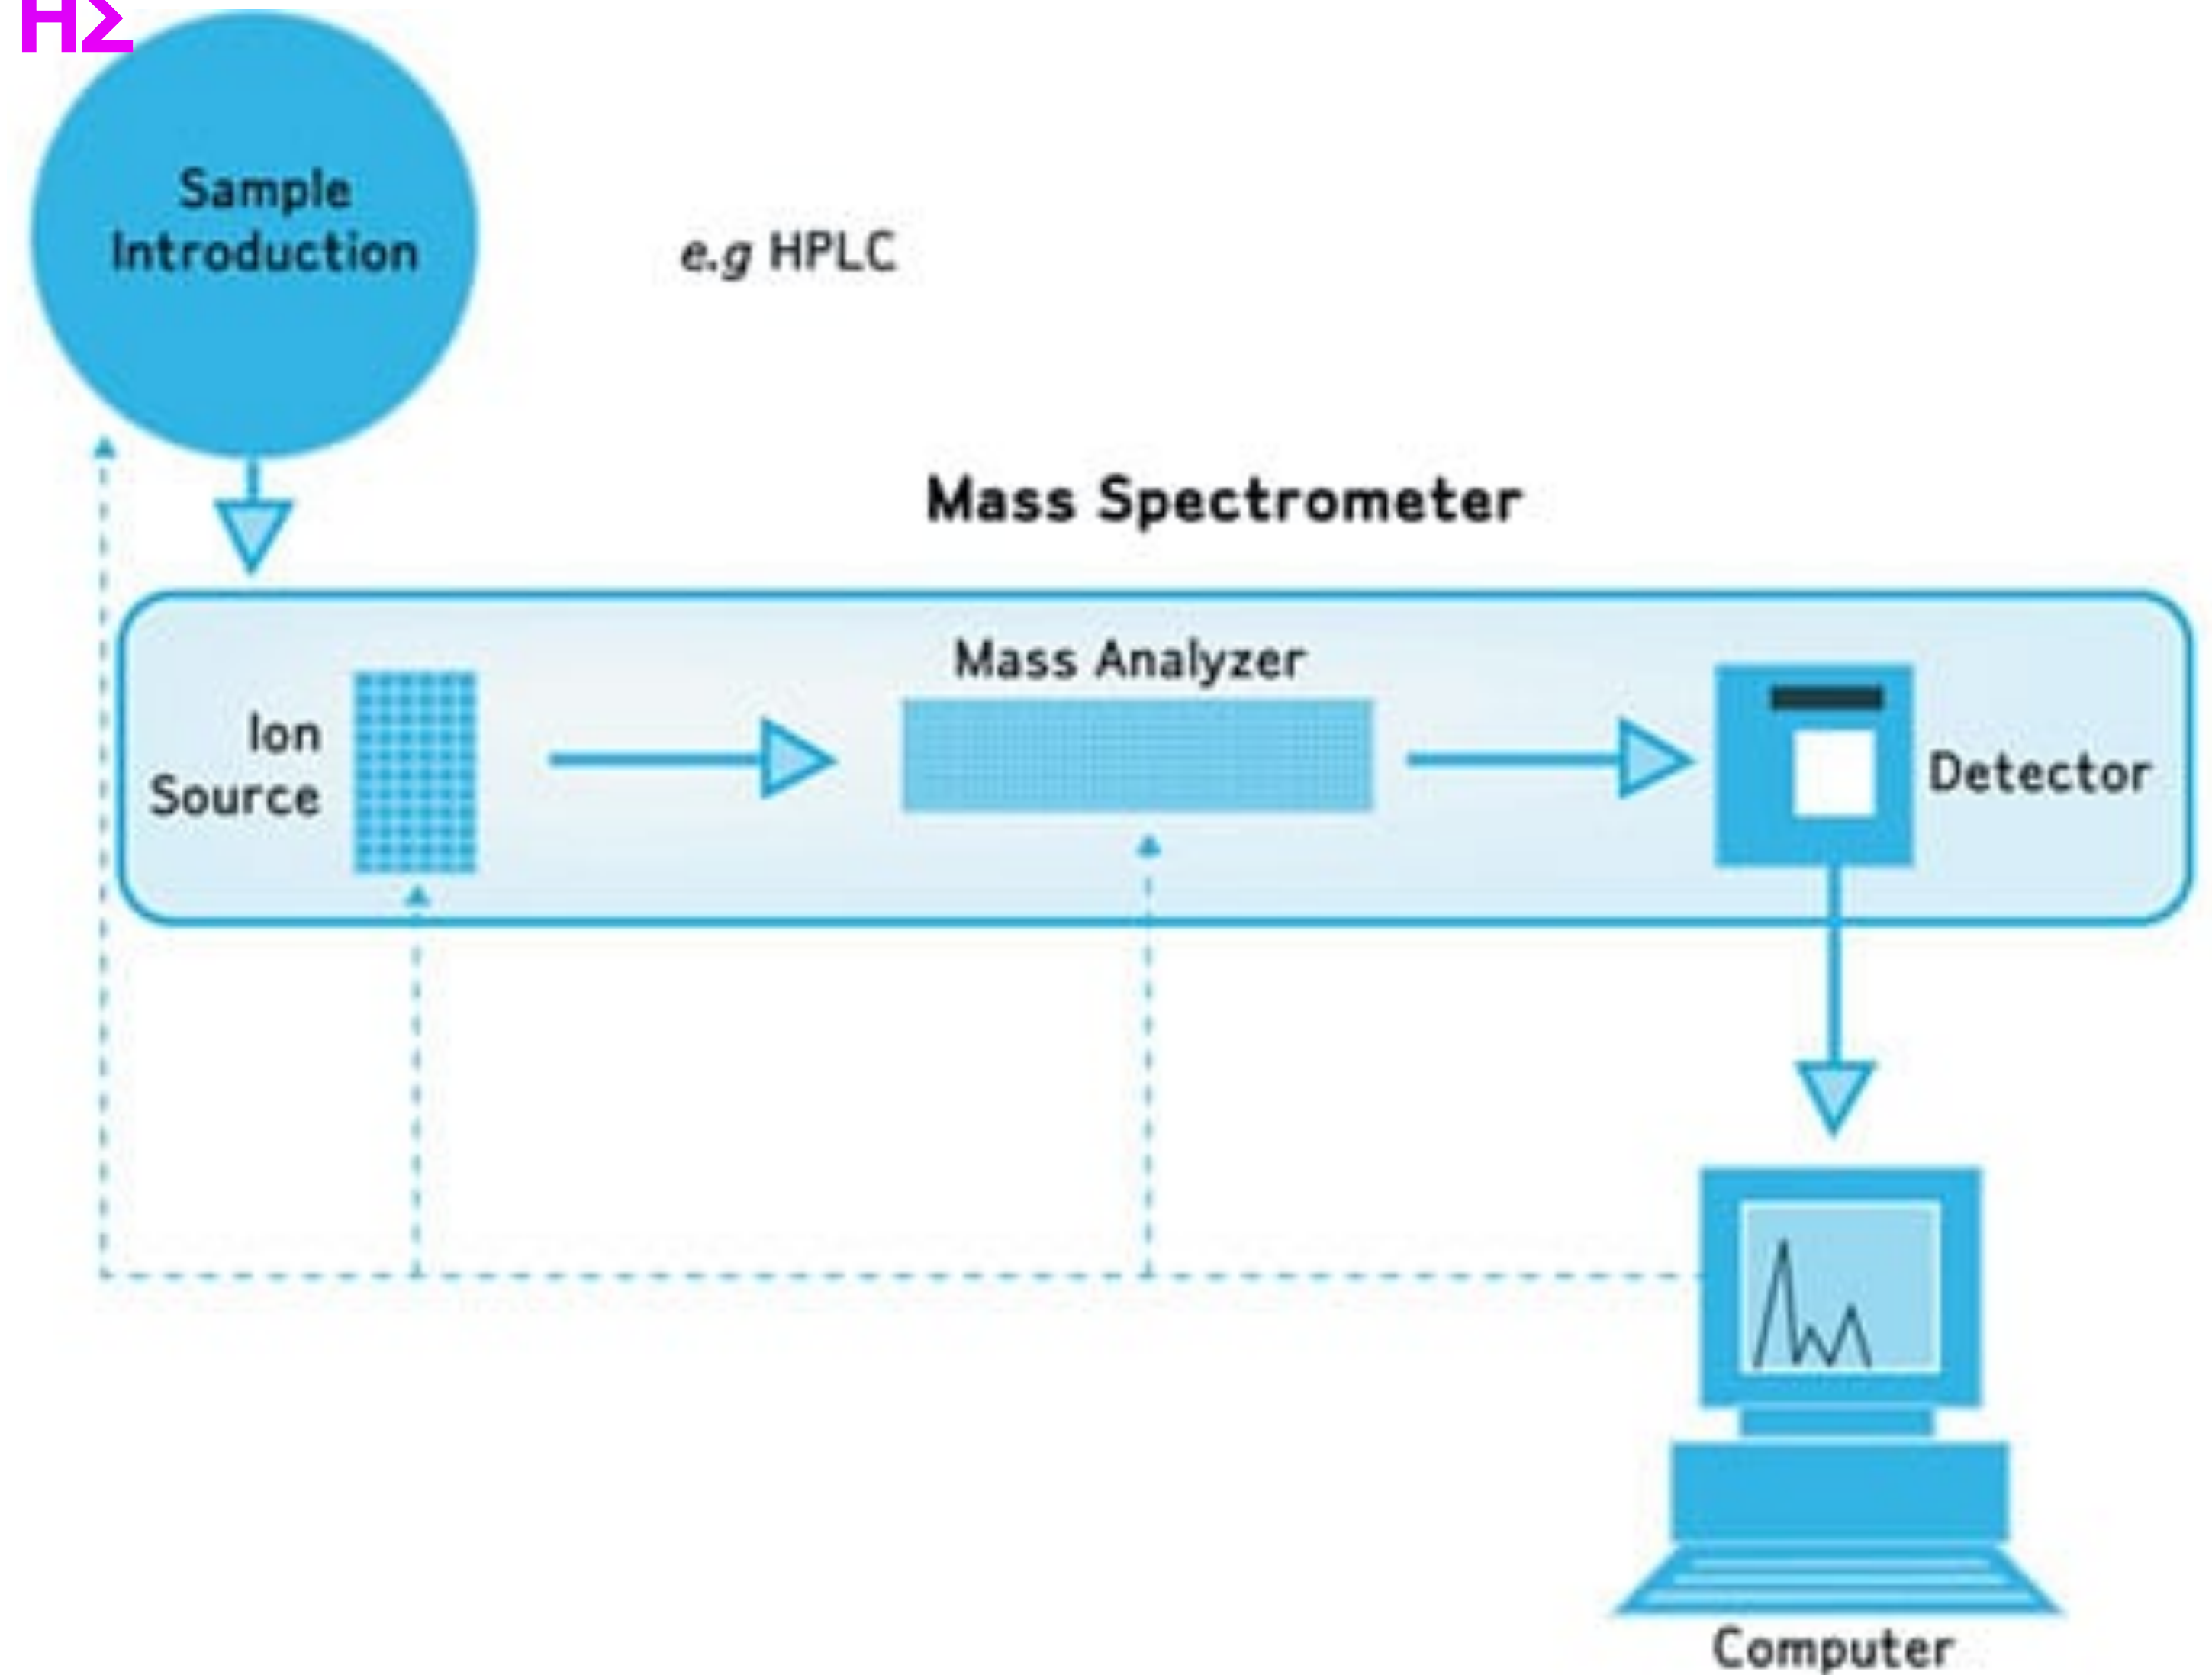 HΣ
Sample
Introduction
e.g HPLC
Mass Spectrometer
Mass Analyzer
Ion
Source
Detector
Computer